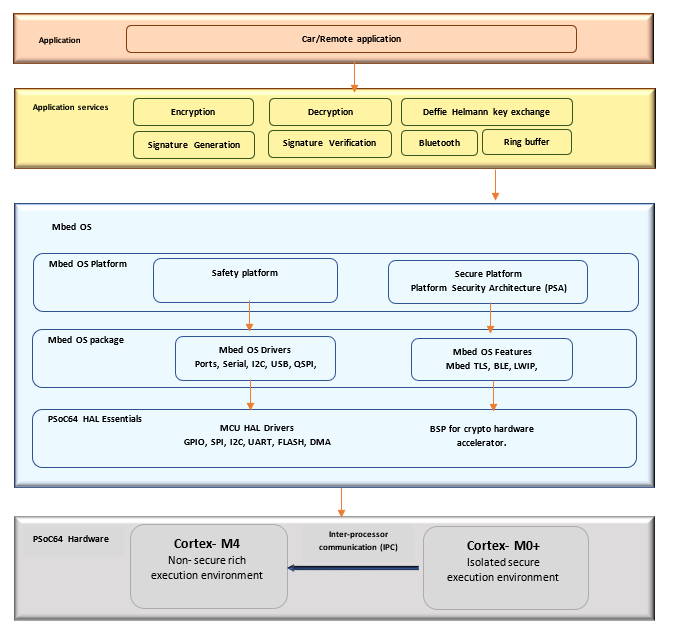 Application
Car/Remote application
Application services
Encryption
Decryption
Deffie Helmann key exchange
Signature Generation
Signature Verification
Bluetooth
Ring buffer
Mbed OS
Mbed OS Platform
Safety platform
Secure Platform
Platform Security Architecture (PSA)
Mbed OS package
Mbed OS Drivers
Ports, Serial, I2C, USB, QSPI,
Mbed OS Features
Mbed TLS, BLE, LWIP,
PSoC64 HAL Essentials
MCU HAL Drivers
GPIO, SPI, I2C, UART, FLASH, DMA
BSP for crypto hardware
accelerator.
PSoC64 Hardware
Cortex- M4
Non- secure rich
execution environment
Inter-processor
communication (IPC)
Cortex- M0+
Isolated secure
execution environment